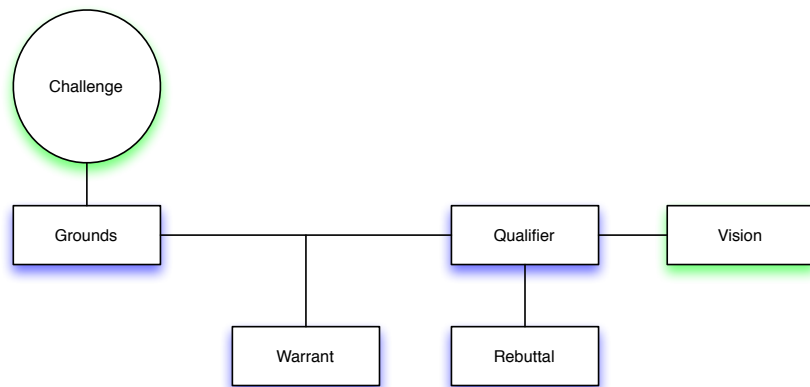 Challenge
Grounds
Qualifier
Vision
Warrant
Rebuttal